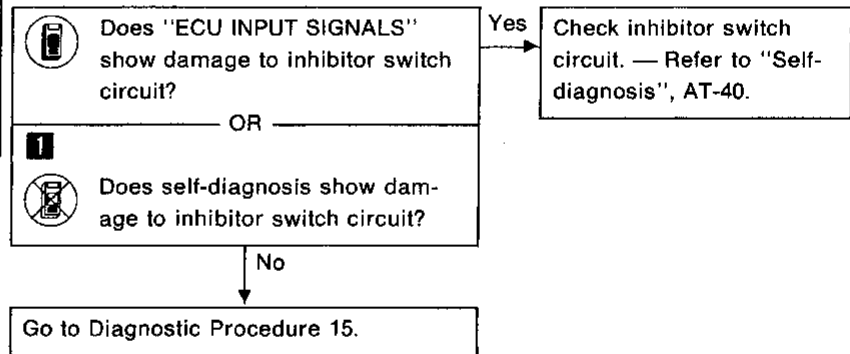 Does "ECU INPUT SIGNALS"
show damage to inhibitor switch
circuit?
Yes
Check inhibitor switch
circuit. — Refer to "Self-
diagnosis", AT-40.
OR
1
Does self-diagnosis show dam-
age to inhibitor switch circuit?
No
Go to Diagnostic Procedure 15.